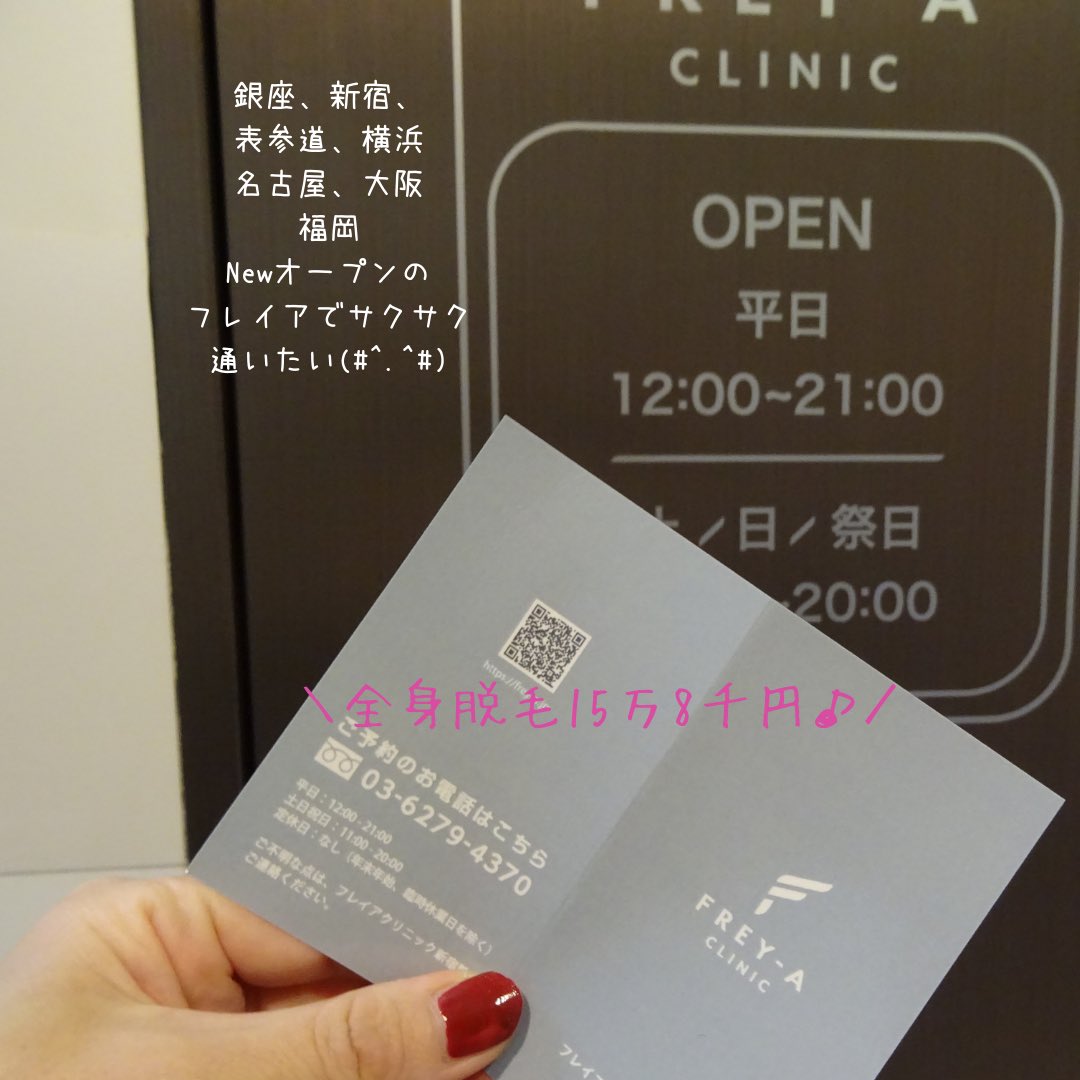 FREY-A
CLINIC
銀座、新宿、
表参道、横浜
名古屋、大阪
福岡
Newオープンの
フレイアでサクサク
通いたい(#^.^#)
OPEN
平日
12:00~21:00
/日/祭日
~20:00
\全身脱毛15万8千円♪/
ご予約のお電話はこちら
03-6279-4370
平日:12:00 - 21:00
土日祝日:11:00 - 20:00
定休日:なし(年末年始、臨時休業日を除く)
ご不明な点は、フレイアクリニック新宿
ご連絡ください。
FREY-A
CLINIC
フレイア